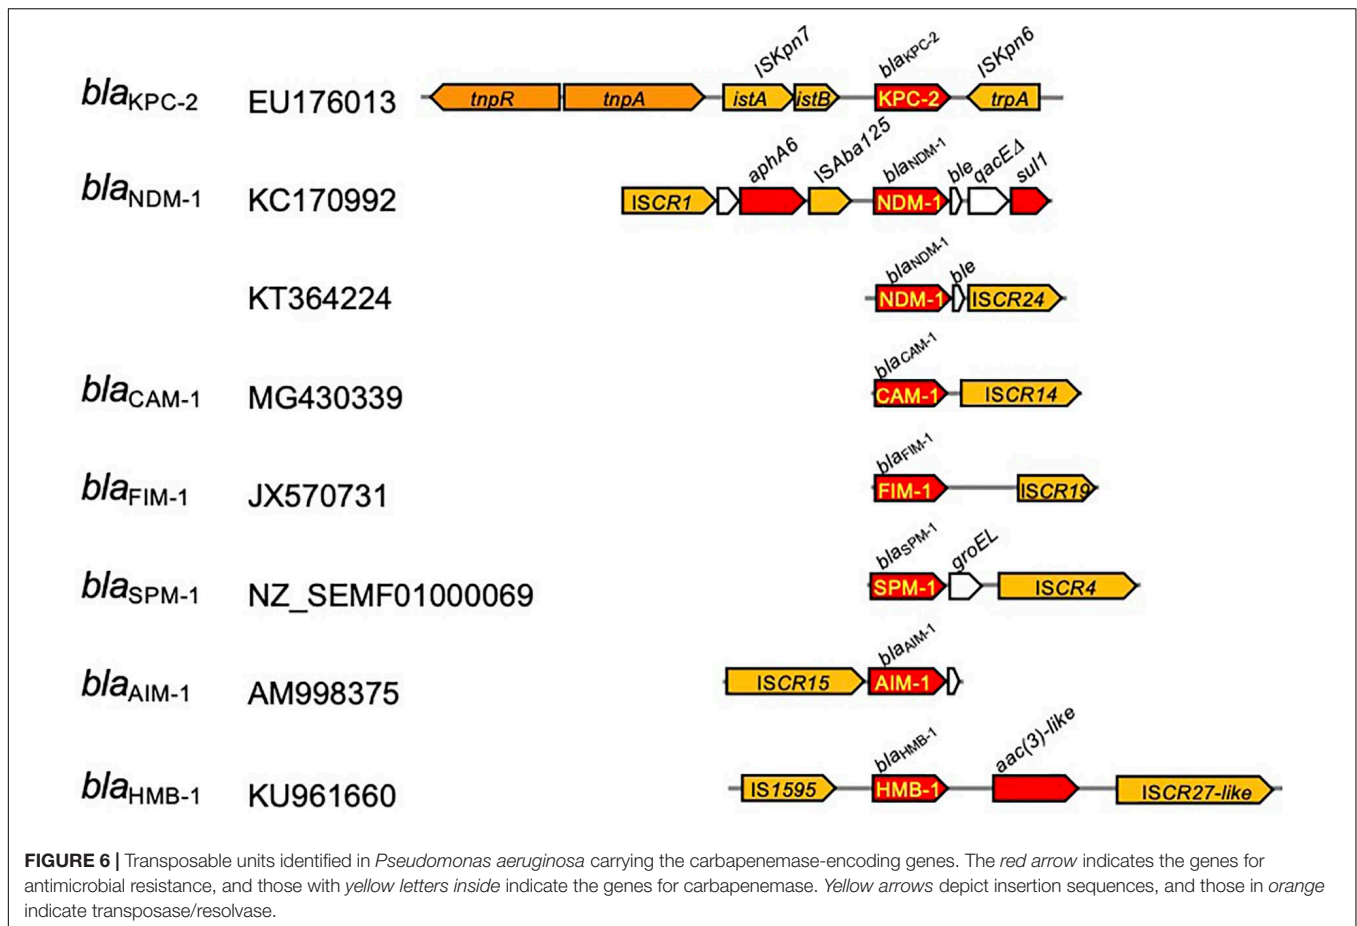 ISKpn7 blaKPC-2 ISKpn6
blaKPC-2 EU176013 tnpR tnpA istA istB KPC-2 trpA
aphA6 ISAba125 blaNDM-1 ble qacEΔ sul1
blaNDM-1 KC170992 ISCR1 NDM-1
blaNDM-1 ble
KT364224 NDM-1 ISCR24
blaCAM-1
blaCAM-1 MG430339 CAM-1 ISCR14
blaFIM-1
blaFIM-1 JX570731 FIM-1 ISCR19
blaSPM-1 groEL
blaSPM-1 NZ_SEMF01000069 SPM-1 ISCR4
blaAIM-1
blaAIM-1 AM998375 ISCR15 AIM-1
blaHMB-1 aac(3)-like
blaHMB-1 KU961660 IS1595 HMB-1 ISCR27-like
FIGURE 6 | Transposable units identified in Pseudomonas aeruginosa carrying the carbapenemase-encoding genes. The red arrow indicates the genes for
antimicrobial resistance, and those with yellow letters inside indicate the genes for carbapenemase. Yellow arrows depict insertion sequences, and those in orange
indicate transposase/resolvase.